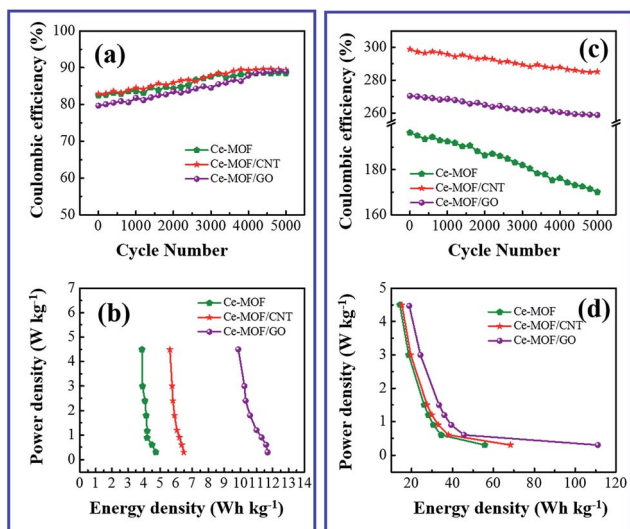 (a)
Coulombic efficiency (%)
100
90
80
70
60
50
Ce-MOF
Ce-MOF/CNT
Ce-MOF/GO
0 1000 2000 3000 4000 5000
Cycle Number
(c)
Coulombic efficiency (%)
300
280
260
180
160
Ce-MOF
Ce-MOF/CNT
Ce-MOF/GO
0 1000 2000 3000 4000 5000
Cycle Number
(b)
Power density (W kg-1)
7
6
5
4
3
2
1
0
Ce-MOF
Ce-MOF/CNT
Ce-MOF/GO
0 1 2 3 4 5 6 7 8 9 10 11 12 13 14
Energy density (Wh kg-1)
(d)
Power density (W kg-1)
5
4
3
2
1
0
Ce-MOF
Ce-MOF/CNT
Ce-MOF/GO
20 40 60 80 100 120
Energy density (Wh kg-1)